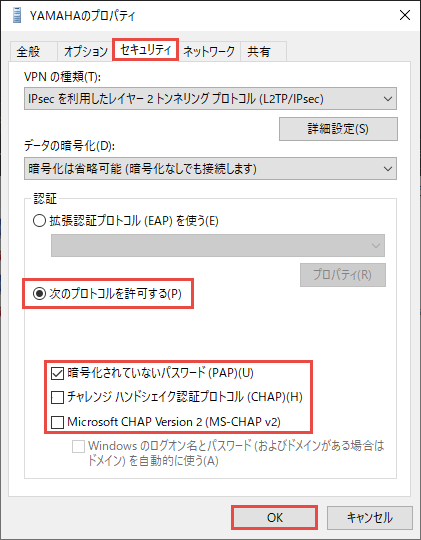 YAMAHAのプロパティ
全般 オプション セキュリティ ネットワーク 共有
VPN の種類(T):
IPsec を利用したレイヤー 2 トンネリング プロトコル (L2TP/IPsec)
詳細設定(S)
データの暗号化(D):
暗号化は省略可能 (暗号化なしでも接続します)
認証
拡張認証プロトコル (EAP) を使う(E)
プロパティ(R)
次のプロトコルを許可する(P)
暗号化されていないパスワード (PAP)(U)
チャレンジ ハンドシェイク認証プロトコル (CHAP)(H)
Microsoft CHAP Version 2 (MS-CHAP v2)
Windows のログオン名とパスワード (およびドメインがある場合は
ドメイン) を自動的に使う(A)
OK キャンセル